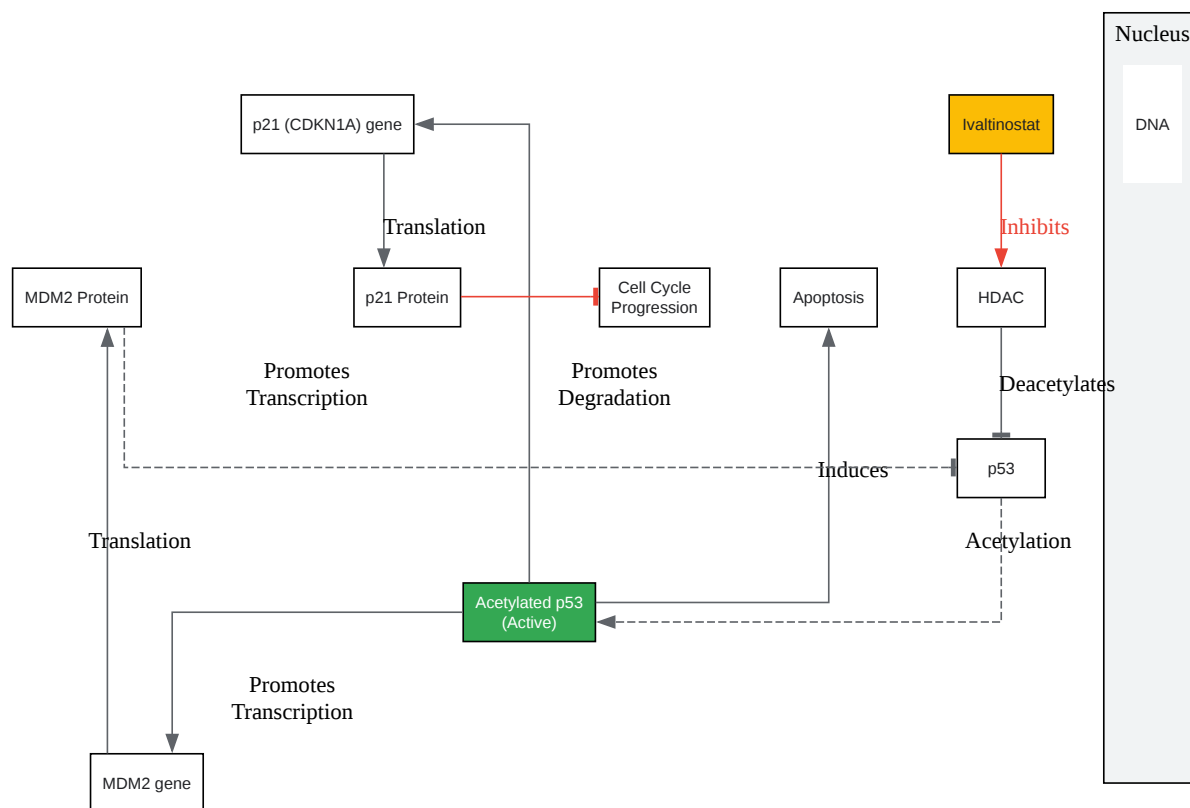 Nucleus
p21 (CDKN1A) gene
Ivaltinostat
DNA
Translation
Inhibits
MDM2 Protein
p21 Protein
Cell Cycle
Progression
Apoptosis
HDAC
Promotes
Transcription
Promotes
Degradation
Deacetylates
Induces
p53
Translation
Acetylation
Acetylated p53
(Active)
Promotes
Transcription
MDM2 gene